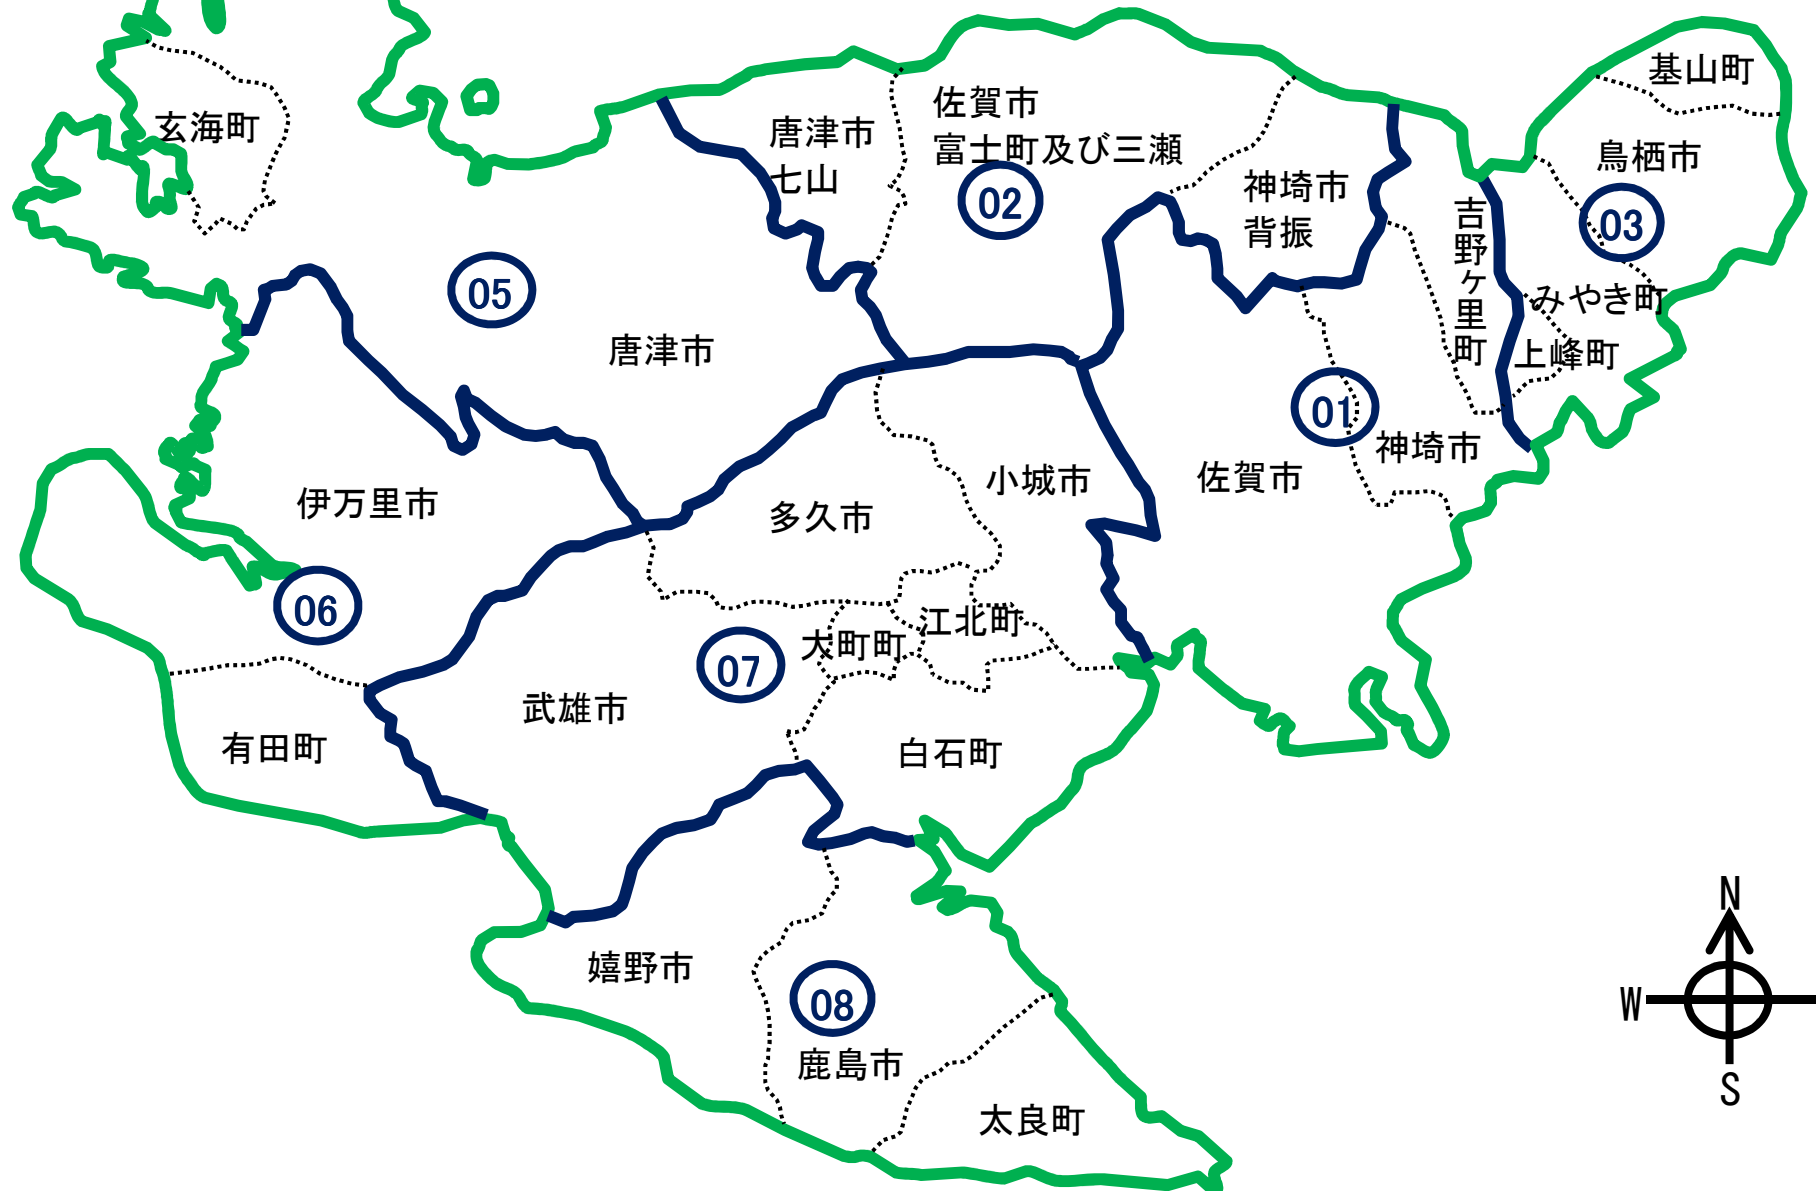 基山町
玄海町
唐津市
七山
佐賀市
富士町及び三瀬
02
神埼市
背振
吉野ヶ里町
鳥栖市
03
みやき町
上峰町
05
唐津市
01
神埼市
佐賀市
小城市
多久市
伊万里市
06
07
大町町
江北町
武雄市
白石町
有田町
嬉野市
08
鹿島市
太良町
N
W
S